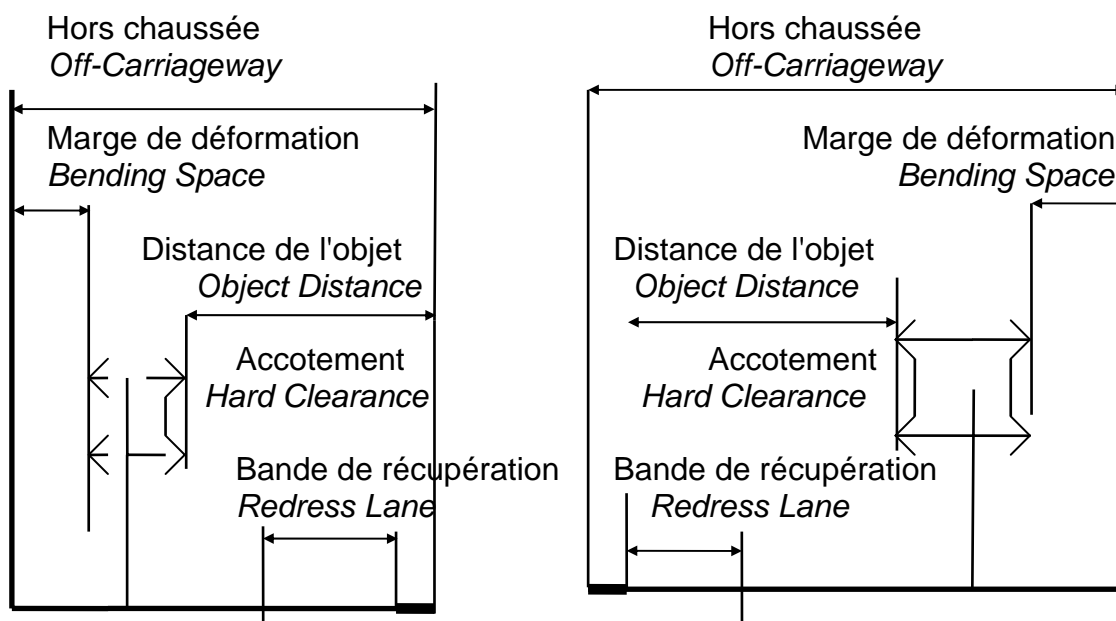 Hors chaussée
Off-Carriageway
Marge de déformation
Bending Space
Distance de l'objet
Object Distance
Accotement
Hard Clearance
Bande de récupération
Redress Lane
Hors chaussée
Off-Carriageway
Marge de déformation
Bending Space
Distance de l'objet
Object Distance
Accotement
Hard Clearance
Bande de récupération
Redress Lane